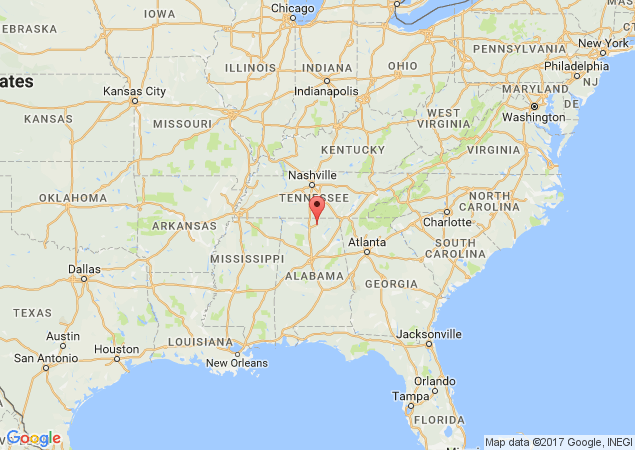 Chicago
IOWA
NEBRASKA
New York
PENNSYLVANIA
Philadelphia
OHIO
ILLINOIS
INDIANA
NJ
ates
Kansas City
Indianapolis
MARYLAND
DE
Washington
KANSAS
MISSOURI
WEST
VIRGINIA
KENTUCKY
VIRGINIA
Nashville
TENNESSEE
OKLAHOMA
ARKANSAS
NORTH
CAROLINA
Charlotte
Atlanta
SOUTH
CAROLINA
MISSISSIPPI
Dallas
ALABAMA
GEORGIA
TEXAS
Austin
LOUISIANA
Jacksonville
Houston
San Antonio
New Orleans
Orlando
Tampa
FLORIDA
Google
Map data ©2017 Google, INEGI